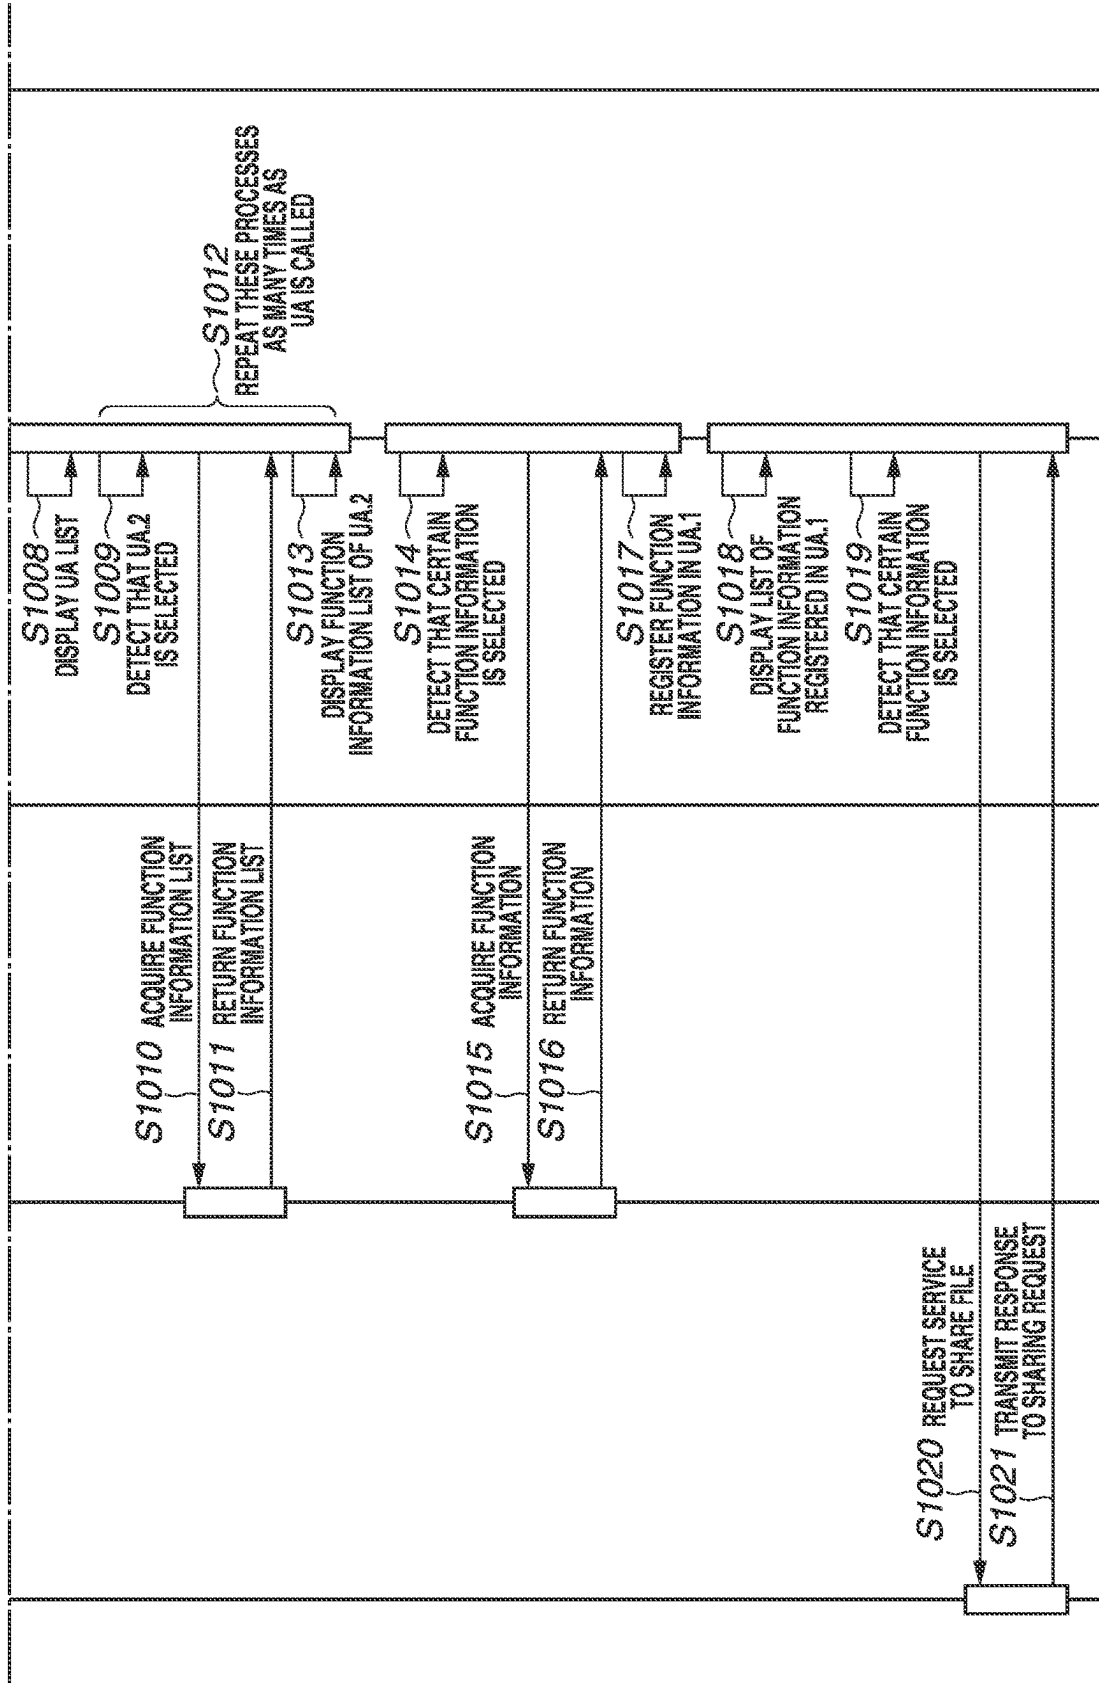 S1008
DISPLAY UA LIST
S1009
DETECT THAT UA.2
IS SELECTED
S1010 ACQUIRE FUNCTION
INFORMATION LIST
S1011 RETURN FUNCTION
INFORMATION LIST
S1012
REPEAT THESE PROCESSES
AS MANY TIMES AS
UA IS CALLED
S1013
DISPLAY FUNCTION
INFORMATION LIST OF UA.2
S1014
DETECT THAT CERTAIN
FUNCTION INFORMATION
IS SELECTED
S1015 ACQUIRE FUNCTION
INFORMATION
S1016 RETURN FUNCTION
INFORMATION
S1017
REGISTER FUNCTION
INFORMATION IN UA.1
S1018
DISPLAY LIST OF
FUNCTION INFORMATION
REGISTERED IN UA.1
S1019
DETECT THAT CERTAIN
FUNCTION INFORMATION
IS SELECTED
S1020 REQUEST SERVICE
TO SHARE FILE
S1021 TRANSMIT RESPONSE
TO SHARING REQUEST